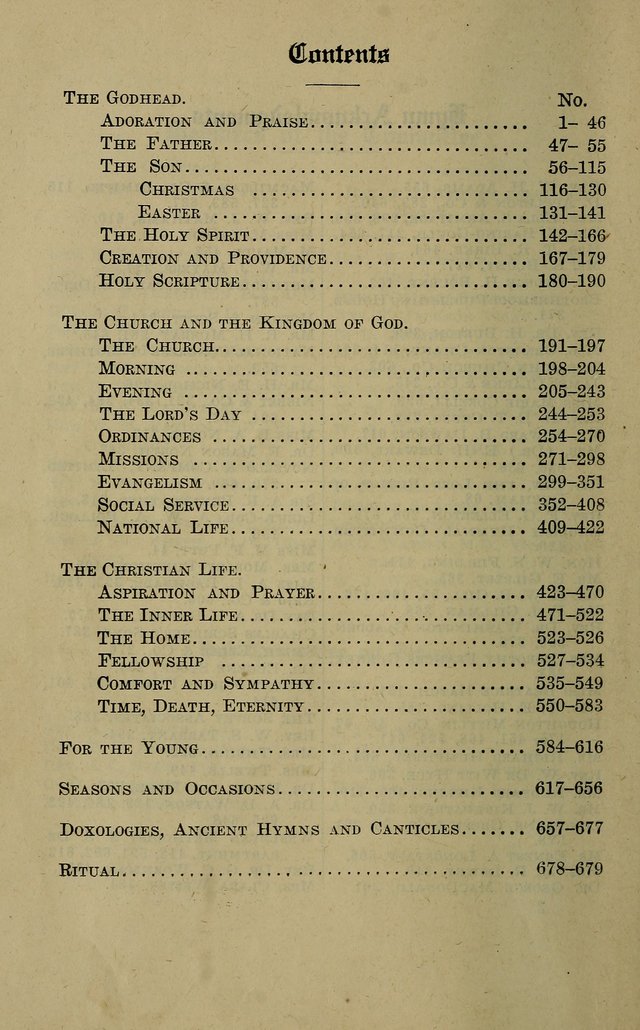 Contents
The Godhead. No.
Adoration and Praise........................ 1– 46
The Father.................................. 47– 55
The Son..................................... 56–115
Christmas ............................ 116–130
Easter ............................... 131–141
The Holy Spirit............................. 142–166
Creation and Providence..................... 167–179
Holy Scripture.............................. 180–190
The Church and the Kingdom of God.
The Church.................................. 191–197
Morning .................................... 198–204
Evening .................................... 205–243
The Lord's Day ............................. 244–253
Ordinances ................................. 254–270
Missions ................................... 271–298
Evangelism ................................. 299–351
Social Service.............................. 352–408
National Life............................... 409–422
The Christian Life.
Aspiration and Prayer....................... 423–470
The Inner Life.............................. 471–522
The Home.................................... 523–526
Fellowship ................................. 527–534
Comfort and Sympathy........................ 535–549
Time, Death, Eternity....................... 550–583
For the Young............................... 584–616
Seasons and Occasions....................... 617–656
Doxologies, Ancient Hymns and Canticles....... 657–677
Ritual...................................... 678–679